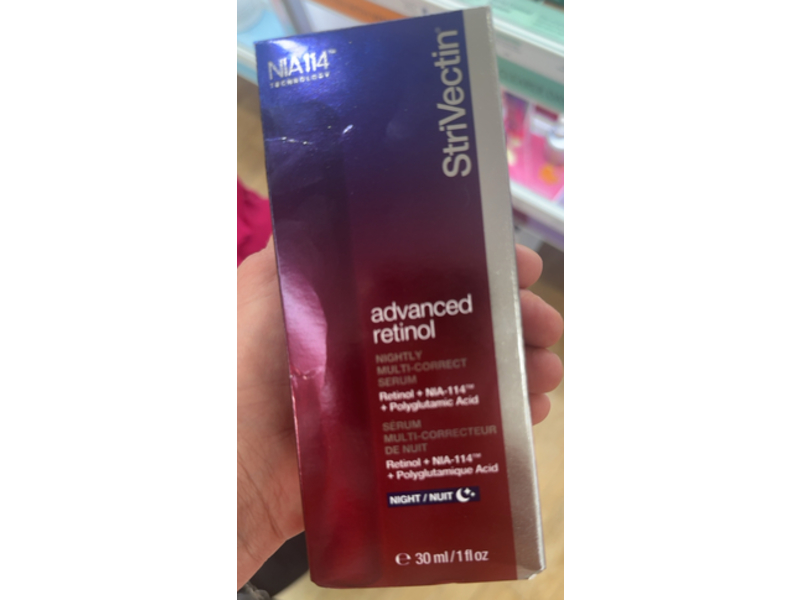 NIA114™
TECHNOLOGY
StriVectin®
advanced
retinol
NIGHTLY
MULTI-CORRECT
SERUM
Retinol + NIA-114™
+ Polyglutamic Acid
SÉRUM
MULTI-CORRECTEUR
DE NUIT
Retinol + NIA-114™
+ Polyglutamique Acid
NIGHT / NUIT
℮ 30 ml / 1 fl oz